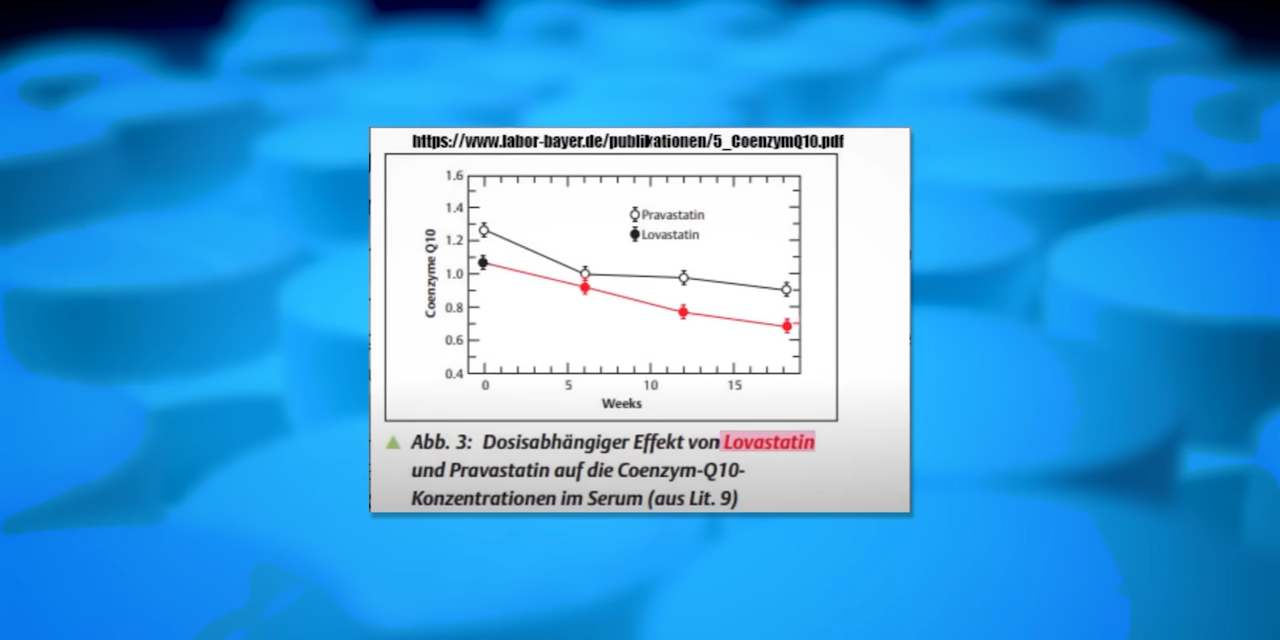 https://www.labor-bayer.de/publikationen/5_CoenzymQ10.pdf
1.6
1.4
1.2
1.0
0.8
0.6
0.4
Coenzyme Q10
Pravastatin
Lovastatin
0 5 10 15
Weeks
Abb. 3: Dosisabhängiger Effekt von Lovastatin
und Pravastatin auf die Coenzym-Q10-
Konzentrationen im Serum (aus Lit. 9)